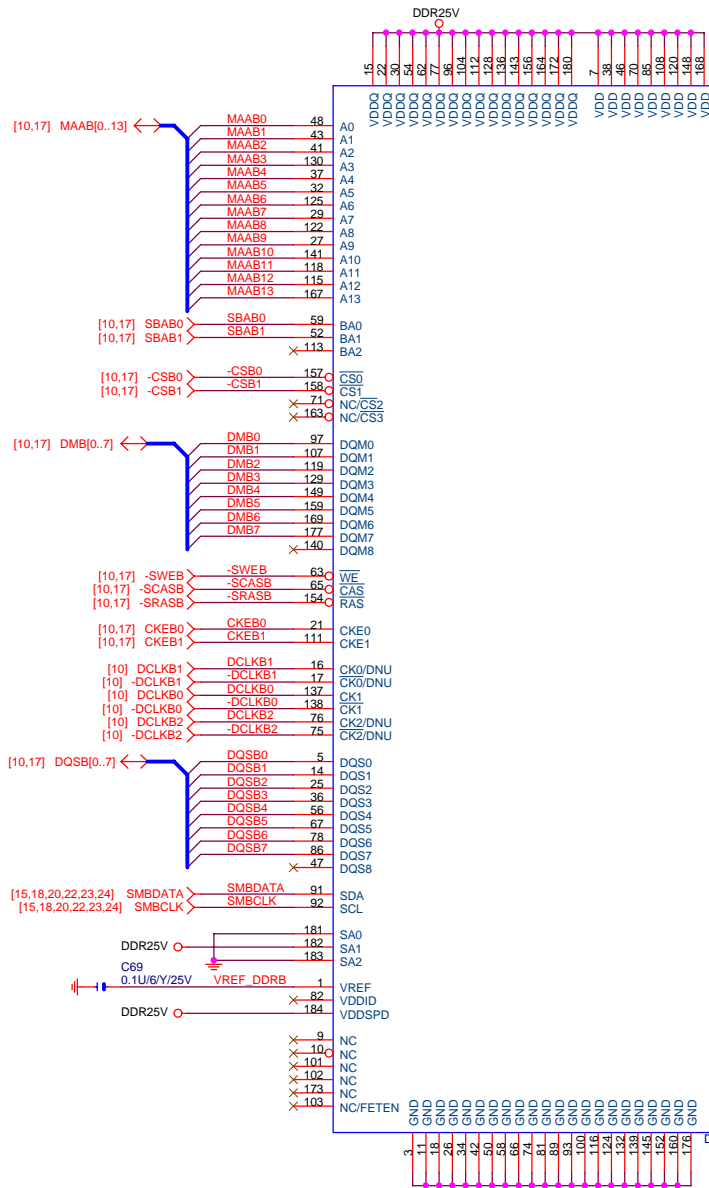 DDR25V
15 22 30 54 62 77 96 104 112 128 136 143 156 164 172 180 7 38 46 70 85 108 120 148 168
VDDQ VDDQ VDDQ VDDQ VDDQ VDDQ VDDQ VDDQ VDDQ VDDQ VDDQ VDDQ VDDQ VDDQ VDDQ VDDQ VDD VDD VDD VDD VDD VDD VDD VDD VDD
[10,17] MAAB[0..13] MAAB0 48 A0
MAAB1 43 A1
MAAB2 41 A2
MAAB3 130 A3
MAAB4 37 A4
MAAB5 32 A5
MAAB6 125 A6
MAAB7 29 A7
MAAB8 122 A8
MAAB9 27 A9
MAAB10 141 A10
MAAB11 118 A11
MAAB12 115 A12
MAAB13 167 A13
[10,17] SBAB0 SBAB0 59 BA0
[10,17] SBAB1 SBAB1 52 BA1
113 BA2
[10,17] -CSB0 -CSB0 157 CS0
[10,17] -CSB1 -CSB1 158 CS1
71 NC/CS2
163 NC/CS3
[10,17] DMB[0..7] DMB0 97 DQM0
DMB1 107 DQM1
DMB2 119 DQM2
DMB3 129 DQM3
DMB4 149 DQM4
DMB5 159 DQM5
DMB6 169 DQM6
DMB7 177 DQM7
140 DQM8
[10,17] -SWEB -SWEB 63 WE
[10,17] -SCASB -SCASB 65 CAS
[10,17] -SRASB -SRASB 154 RAS
[10,17] CKEB0 CKEB0 21 CKE0
[10,17] CKEB1 CKEB1 111 CKE1
[10] DCLKB1 DCLKB1 16 CK0/DNU
[10] -DCLKB1 -DCLKB1 17 CK0/DNU
[10] DCLKB0 DCLKB0 137 CK1
[10] -DCLKB0 -DCLKB0 138 CK1
[10] DCLKB2 DCLKB2 76 CK2/DNU
[10] -DCLKB2 -DCLKB2 75 CK2/DNU
[10,17] DQSB[0..7] DQSB0 5 DQS0
DQSB1 14 DQS1
DQSB2 25 DQS2
DQSB3 36 DQS3
DQSB4 56 DQS4
DQSB5 67 DQS5
DQSB6 78 DQS6
DQSB7 86 DQS7
47 DQS8
[15,18,20,22,23,24] SMBDATA SMBDATA 91 SDA
[15,18,20,22,23,24] SMBCLK SMBCLK 92 SCL
181 SA0
DDR25V 182 SA1
183 SA2
C69
0.1U/6/Y/25V VREF_DDRB 1 VREF
82 VDDID
DDR25V 184 VDDSPD
9 NC
10 NC
101 NC
102 NC
173 NC
103 NC/FETEN
GND GND GND GND GND GND GND GND GND GND GND GND GND GND GND GND GND GND GND GND GND GND
3 11 18 26 34 42 50 58 66 74 81 89 93 100 116 124 132 139 145 152 160 176